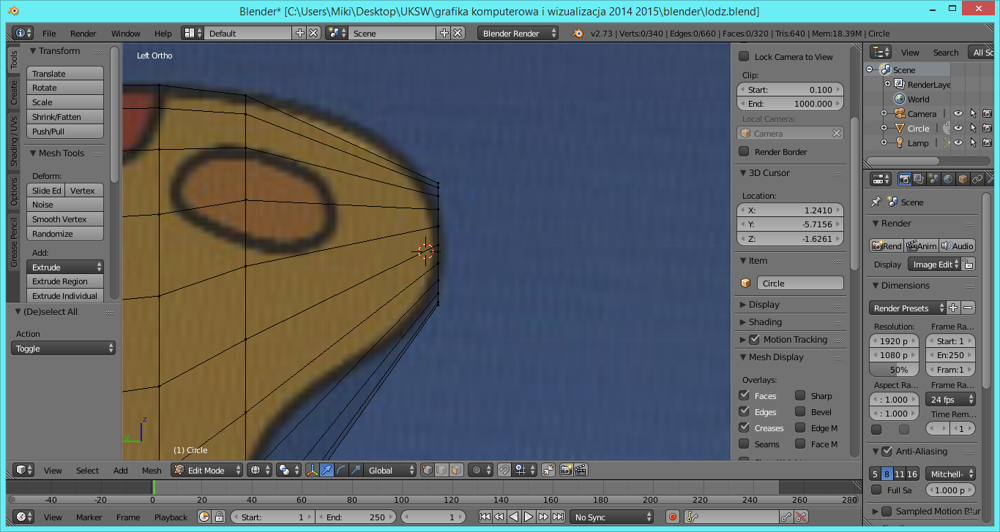 Blender* [C:\Users\Miki\Desktop\UKSW\grafika komputerowa i wizualizacja 2014 2015\blender\lodz.blend]
File Render Window Help Default Scene Blender Render v2.73 | Verts:0/340 | Edges:0/660 | Faces:0/320 | Tris:640 | Mem:18.39M | Circle
Tools
Create
Shading / UVs
Options
Grease Pencil
Transform
Translate
Rotate
Scale
Shrink/Fatten
Push/Pull
Mesh Tools
Deform:
Slide Ed Vertex
Noise
Smooth Vertex
Randomize
Add:
Extrude
Extrude Region
Extrude Individual
(De)select All
Action
Toggle
Left Ortho
z
y
(1) Circle
Lock Camera to View
Clip:
Start: 0.100
End: 1000.000
Local Camera:
Camera
Render Border
3D Cursor
Location:
X: 1.2410
Y: -5.7156
Z: -1.6261
Item
Circle
Display
Shading
Motion Tracking
Mesh Display
Overlays:
Faces Sharp
Edges Bevel
Creases Edge M
Seams Face M
View Search All Sc
Scene
RenderLaye
World
Camera
Circle
Lamp
Scene
Render
Rend Anim Audio
Display Image Edit
Dimensions
Render Presets
Resolution: Frame Ra...
1920 p Start: 1
1080 p En:250
50% Fram:1
Aspect Ra... Frame Ra...
: 1.000 24 fps
: 1.000 Time Rem...
1
Anti-Aliasing
5 8 11 16 Mitchell-
Full Sa 1.000 p
Sampled Motion Blur
View Select Add Mesh Edit Mode Global
-40 -20 0 20 40 60 80 100 120 140 160 180 200 220 240 260 280
View Marker Frame Playback Start: 1 End: 250 1 No Sync